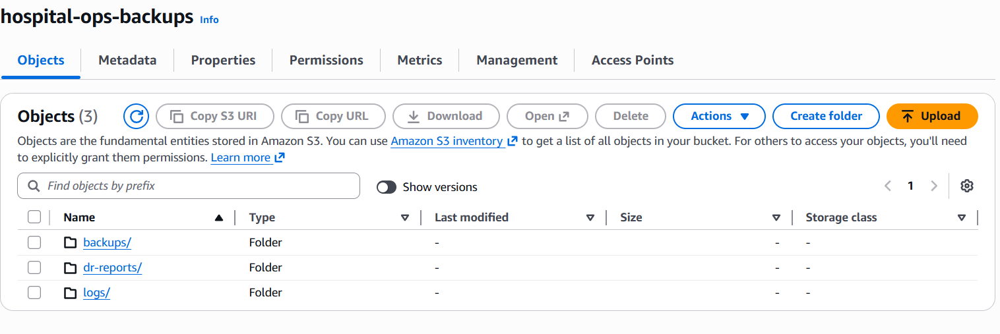 hospital-ops-backups Info
Objects Metadata Properties Permissions Metrics Management Access Points
Objects (3) Copy S3 URI Copy URL Download Open Delete Actions Create folder Upload
Objects are the fundamental entities stored in Amazon S3. You can use Amazon S3 inventory to get a list of all objects in your bucket. For others to access your objects, you'll need
to explicitly grant them permissions. Learn more
Find objects by prefix Show versions 1
Name Type Last modified Size Storage class
backups/ Folder - - -
dr-reports/ Folder - - -
logs/ Folder - - -